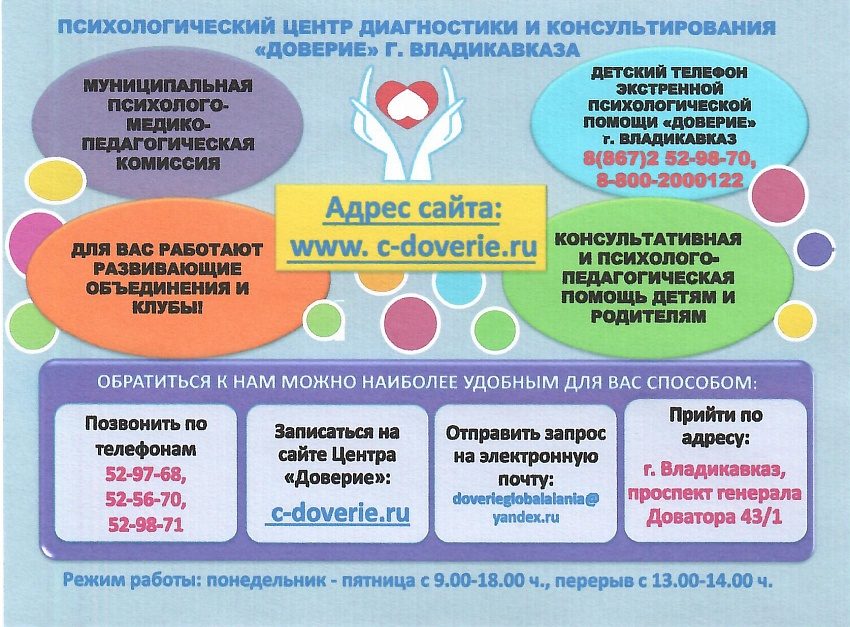 ПСИХОЛОГИЧЕСКИЙ ЦЕНТР ДИАГНОСТИКИ И КОНСУЛЬТИРОВАНИЯ
«ДОВЕРИЕ» Г. ВЛАДИКАВКАЗА
МУНИЦИПАЛЬНАЯ
ПСИХОЛОГО-
МЕДИКО-
ПЕДАГОГИЧЕСКАЯ
КОМИССИЯ
ДЕТСКИЙ ТЕЛЕФОН
ЭКСТРЕННОЙ
ПСИХОЛОГИЧЕСКОЙ
ПОМОЩИ «ДОВЕРИЕ»
г. ВЛАДИКАВКАЗ
8(867)2 52-98-70,
8-800-2000122
Адрес сайта:
www. c-doverie.ru
ДЛЯ ВАС РАБОТАЮТ
РАЗВИВАЮЩИЕ
ОБЪЕДИНЕНИЯ И
КЛУБЫ!
КОНСУЛЬТАТИВНАЯ
И ПСИХОЛОГО-
ПЕДАГОГИЧЕСКАЯ
ПОМОЩЬ ДЕТЯМ И
РОДИТЕЛЯМ
ОБРАТИТЬСЯ К НАМ МОЖНО НАИБОЛЕЕ УДОБНЫМ ДЛЯ ВАС СПОСОБОМ:
Позвонить по
телефонам
52-97-68,
52-56-70,
52-98-71
Записаться на
сайте Центра
«Доверие»:
c-doverie.ru
Отправить запрос
на электронную
почту:
doverieglobalalania@
yandex.ru
Прийти по
адресу:
г. Владикавказ,
проспект генерала
Доватора 43/1
Режим работы: понедельник - пятница с 9.00-18.00 ч., перерыв с 13.00-14.00 ч.